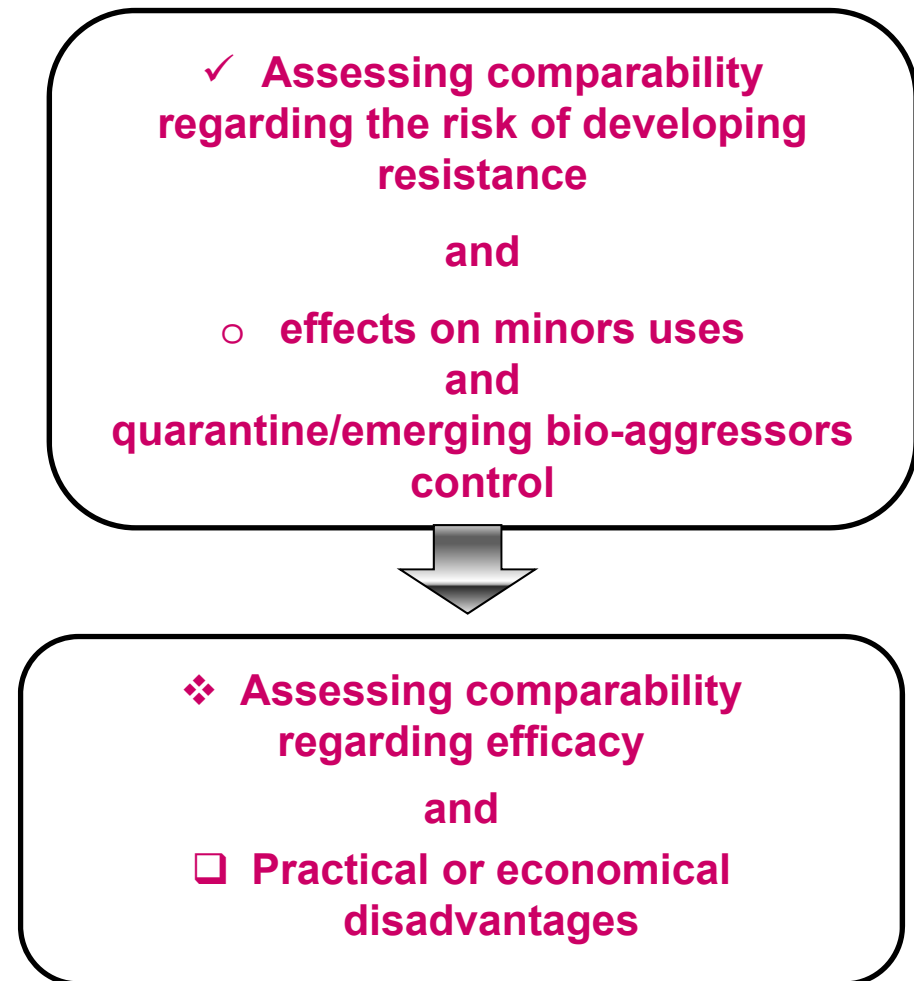 ✓ Assessing comparability
regarding the risk of developing
resistance
and
o effects on minors uses
and
quarantine/emerging bio-aggressors
control
❖ Assessing comparability
regarding efficacy
and
❑ Practical or economical
disadvantages